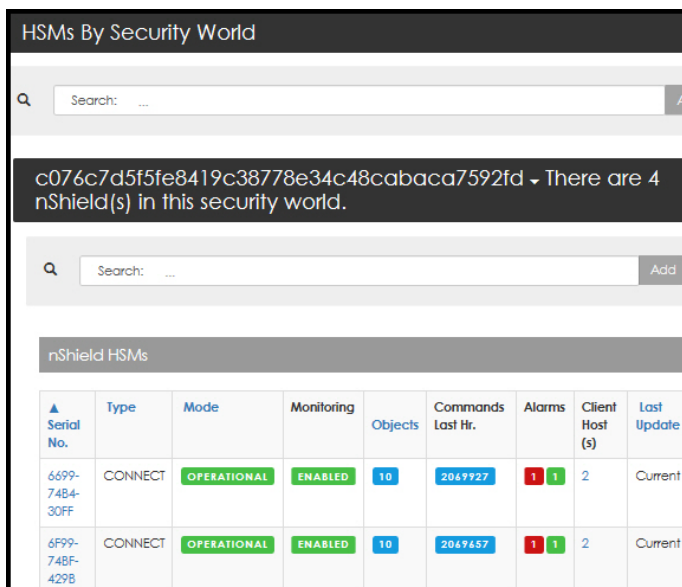 HSMs By Security World
Search: ...
c076c7d5f5fe8419c38778e34c48cabaca7592fd There are 4
nShield(s) in this security world.
Search: ...
Add
nShield HSMs
▲ Serial No. Type Mode Monitoring Objects Commands Last Hr. Alarms Client Host (s) Last Update
6699-74B4-30FF CONNECT OPERATIONAL ENABLED 10 2069927 1 1 2 Current
6F99-74BF-429B CONNECT OPERATIONAL ENABLED 10 2069657 1 1 2 Current